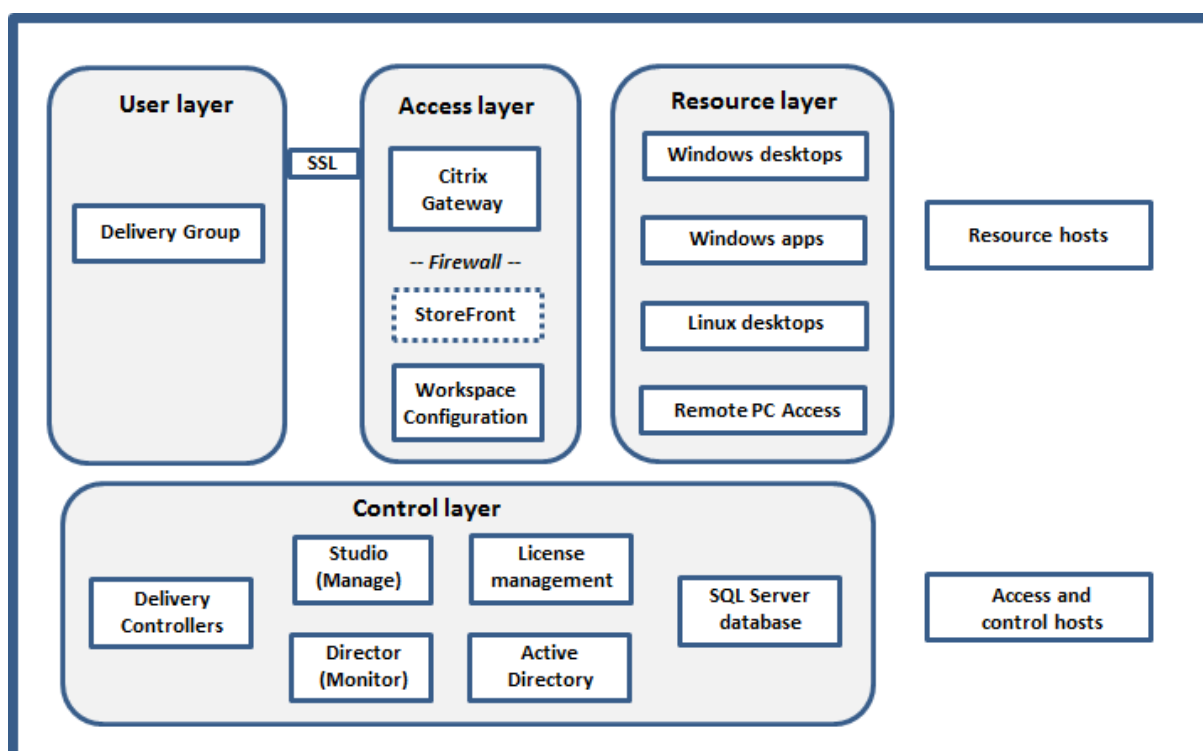 User layer
Delivery Group
SSL
Access layer
Citrix
Gateway
-- Firewall --
StoreFront
Workspace
Configuration
Resource layer
Windows desktops
Windows apps
Linux desktops
Remote PC Access
Resource hosts
Control layer
Delivery
Controllers
Studio
(Manage)
Director
(Monitor)
License
management
Active
Directory
SQL Server
database
Access and
control hosts